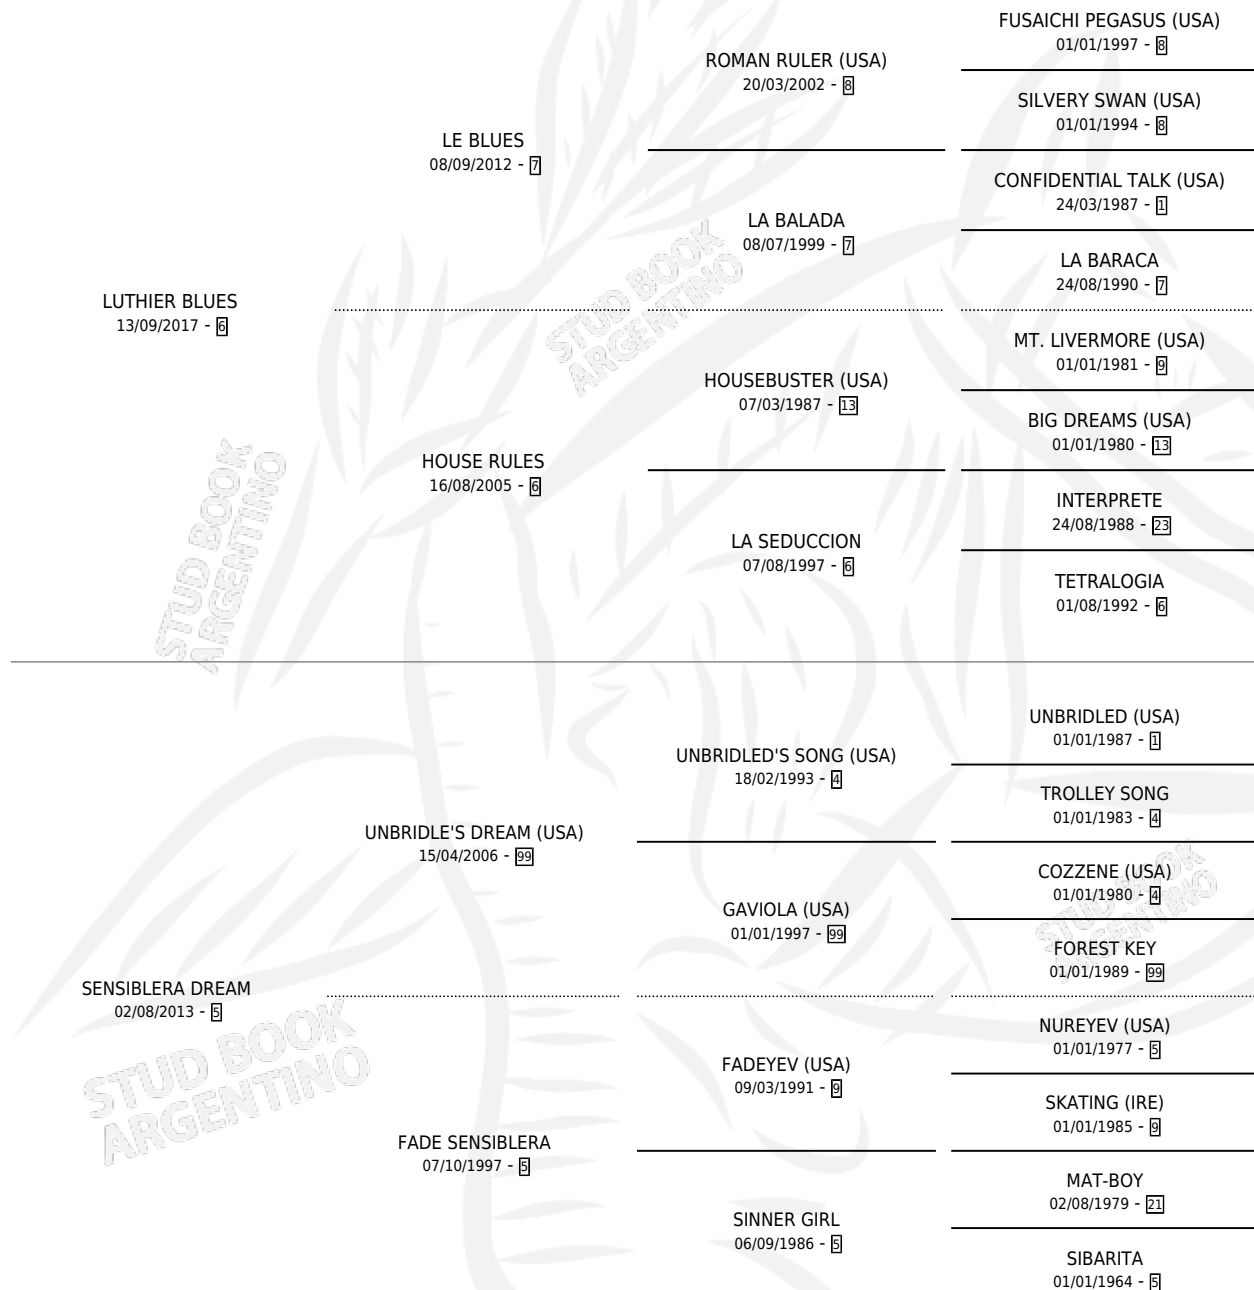 FUSAICHI PEGASUS (USA)
01/01/1997 - 8
ROMAN RULER (USA)
20/03/2002 - 8
SILVERY SWAN (USA)
01/01/1994 - 8
LE BLUES
08/09/2012 - 7
CONFIDENTIAL TALK (USA)
24/03/1987 - 1
LA BALADA
08/07/1999 - 7
LA BARACA
24/08/1990 - 7
STUD BOOK
ARGENTINO
LUTHIER BLUES
13/09/2017 - 6
MT. LIVERMORE (USA)
01/01/1981 - 9
HOUSEBUSTER (USA)
07/03/1987 - 13
BIG DREAMS (USA)
01/01/1980 - 13
HOUSE RULES
16/08/2005 - 6
INTERPRETE
24/08/1988 - 23
LA SEDUCCION
07/08/1997 - 6
TETRALOGIA
01/08/1992 - 6
STUD BOOK
ARGENTINO
UNBRIDLED (USA)
01/01/1987 - 1
UNBRIDLED'S SONG (USA)
18/02/1993 - 4
TROLLEY SONG
01/01/1983 - 4
UNBRIDLE'S DREAM (USA)
15/04/2006 - 99
COZZENE (USA)
01/01/1980 - 4
STUD BOOK
ARGENTINO
GAVIOLA (USA)
01/01/1997 - 99
FOREST KEY
01/01/1989 - 99
SENSIBLERA DREAM
02/08/2013 - 5
STUD BOOK
ARGENTINO
NUREYEV (USA)
01/01/1977 - 5
FADEYEV (USA)
09/03/1991 - 9
SKATING (IRE)
01/01/1985 - 9
FADE SENSIBLERA
07/10/1997 - 5
MAT-BOY
02/08/1979 - 21
SINNER GIRL
06/09/1986 - 5
SIBARITA
01/01/1964 - 5